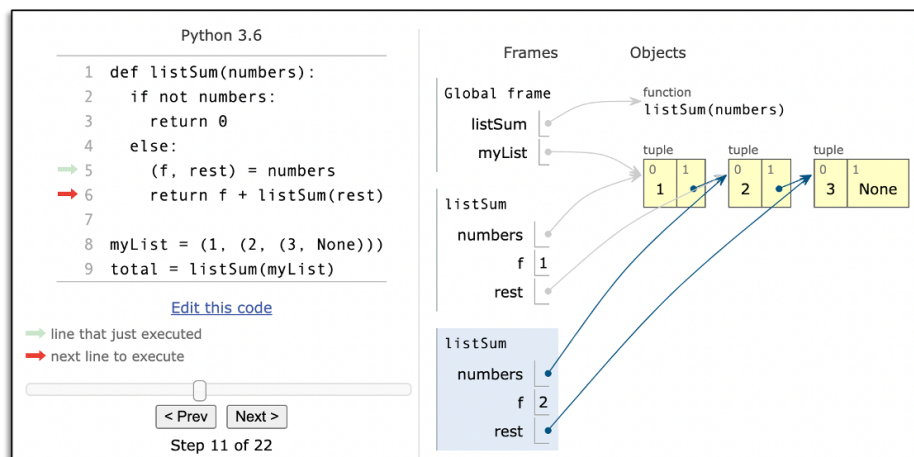 Python 3.6
1 def listSum(numbers):
2 if not numbers:
3 return 0
4 else:
5 (f, rest) = numbers
6 return f + listSum(rest)
7
8 myList = (1, (2, (3, None)))
9 total = listSum(myList)
Edit this code
line that just executed
next line to execute
< Prev Next >
Step 11 of 22
Frames Objects
Global frame
listSum
myList
function
listSum(numbers)
tuple
0 1
1
tuple
0 1
2
tuple
0 1
3 None
listSum
numbers
f 1
rest
listSum
numbers
f 2
rest